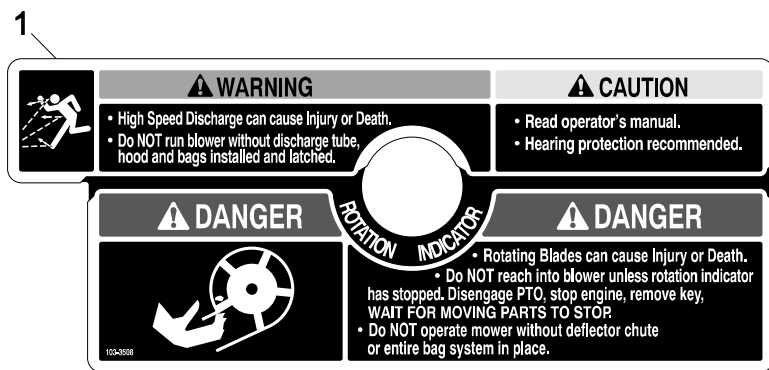 1
WARNING
• High Speed Discharge can cause Injury or Death.
• Do NOT run blower without discharge tube,
hood and bags installed and latched.
CAUTION
• Read operator's manual.
• Hearing protection recommended.
ROTATION INDICATOR
DANGER
103-3508
DANGER
• Rotating Blades can cause Injury or Death.
• Do NOT reach into blower unless rotation indicator
has stopped. Disengage PTO, stop engine, remove key,
WAIT FOR MOVING PARTS TO STOP.
• Do NOT operate mower without deflector chute
or entire bag system in place.